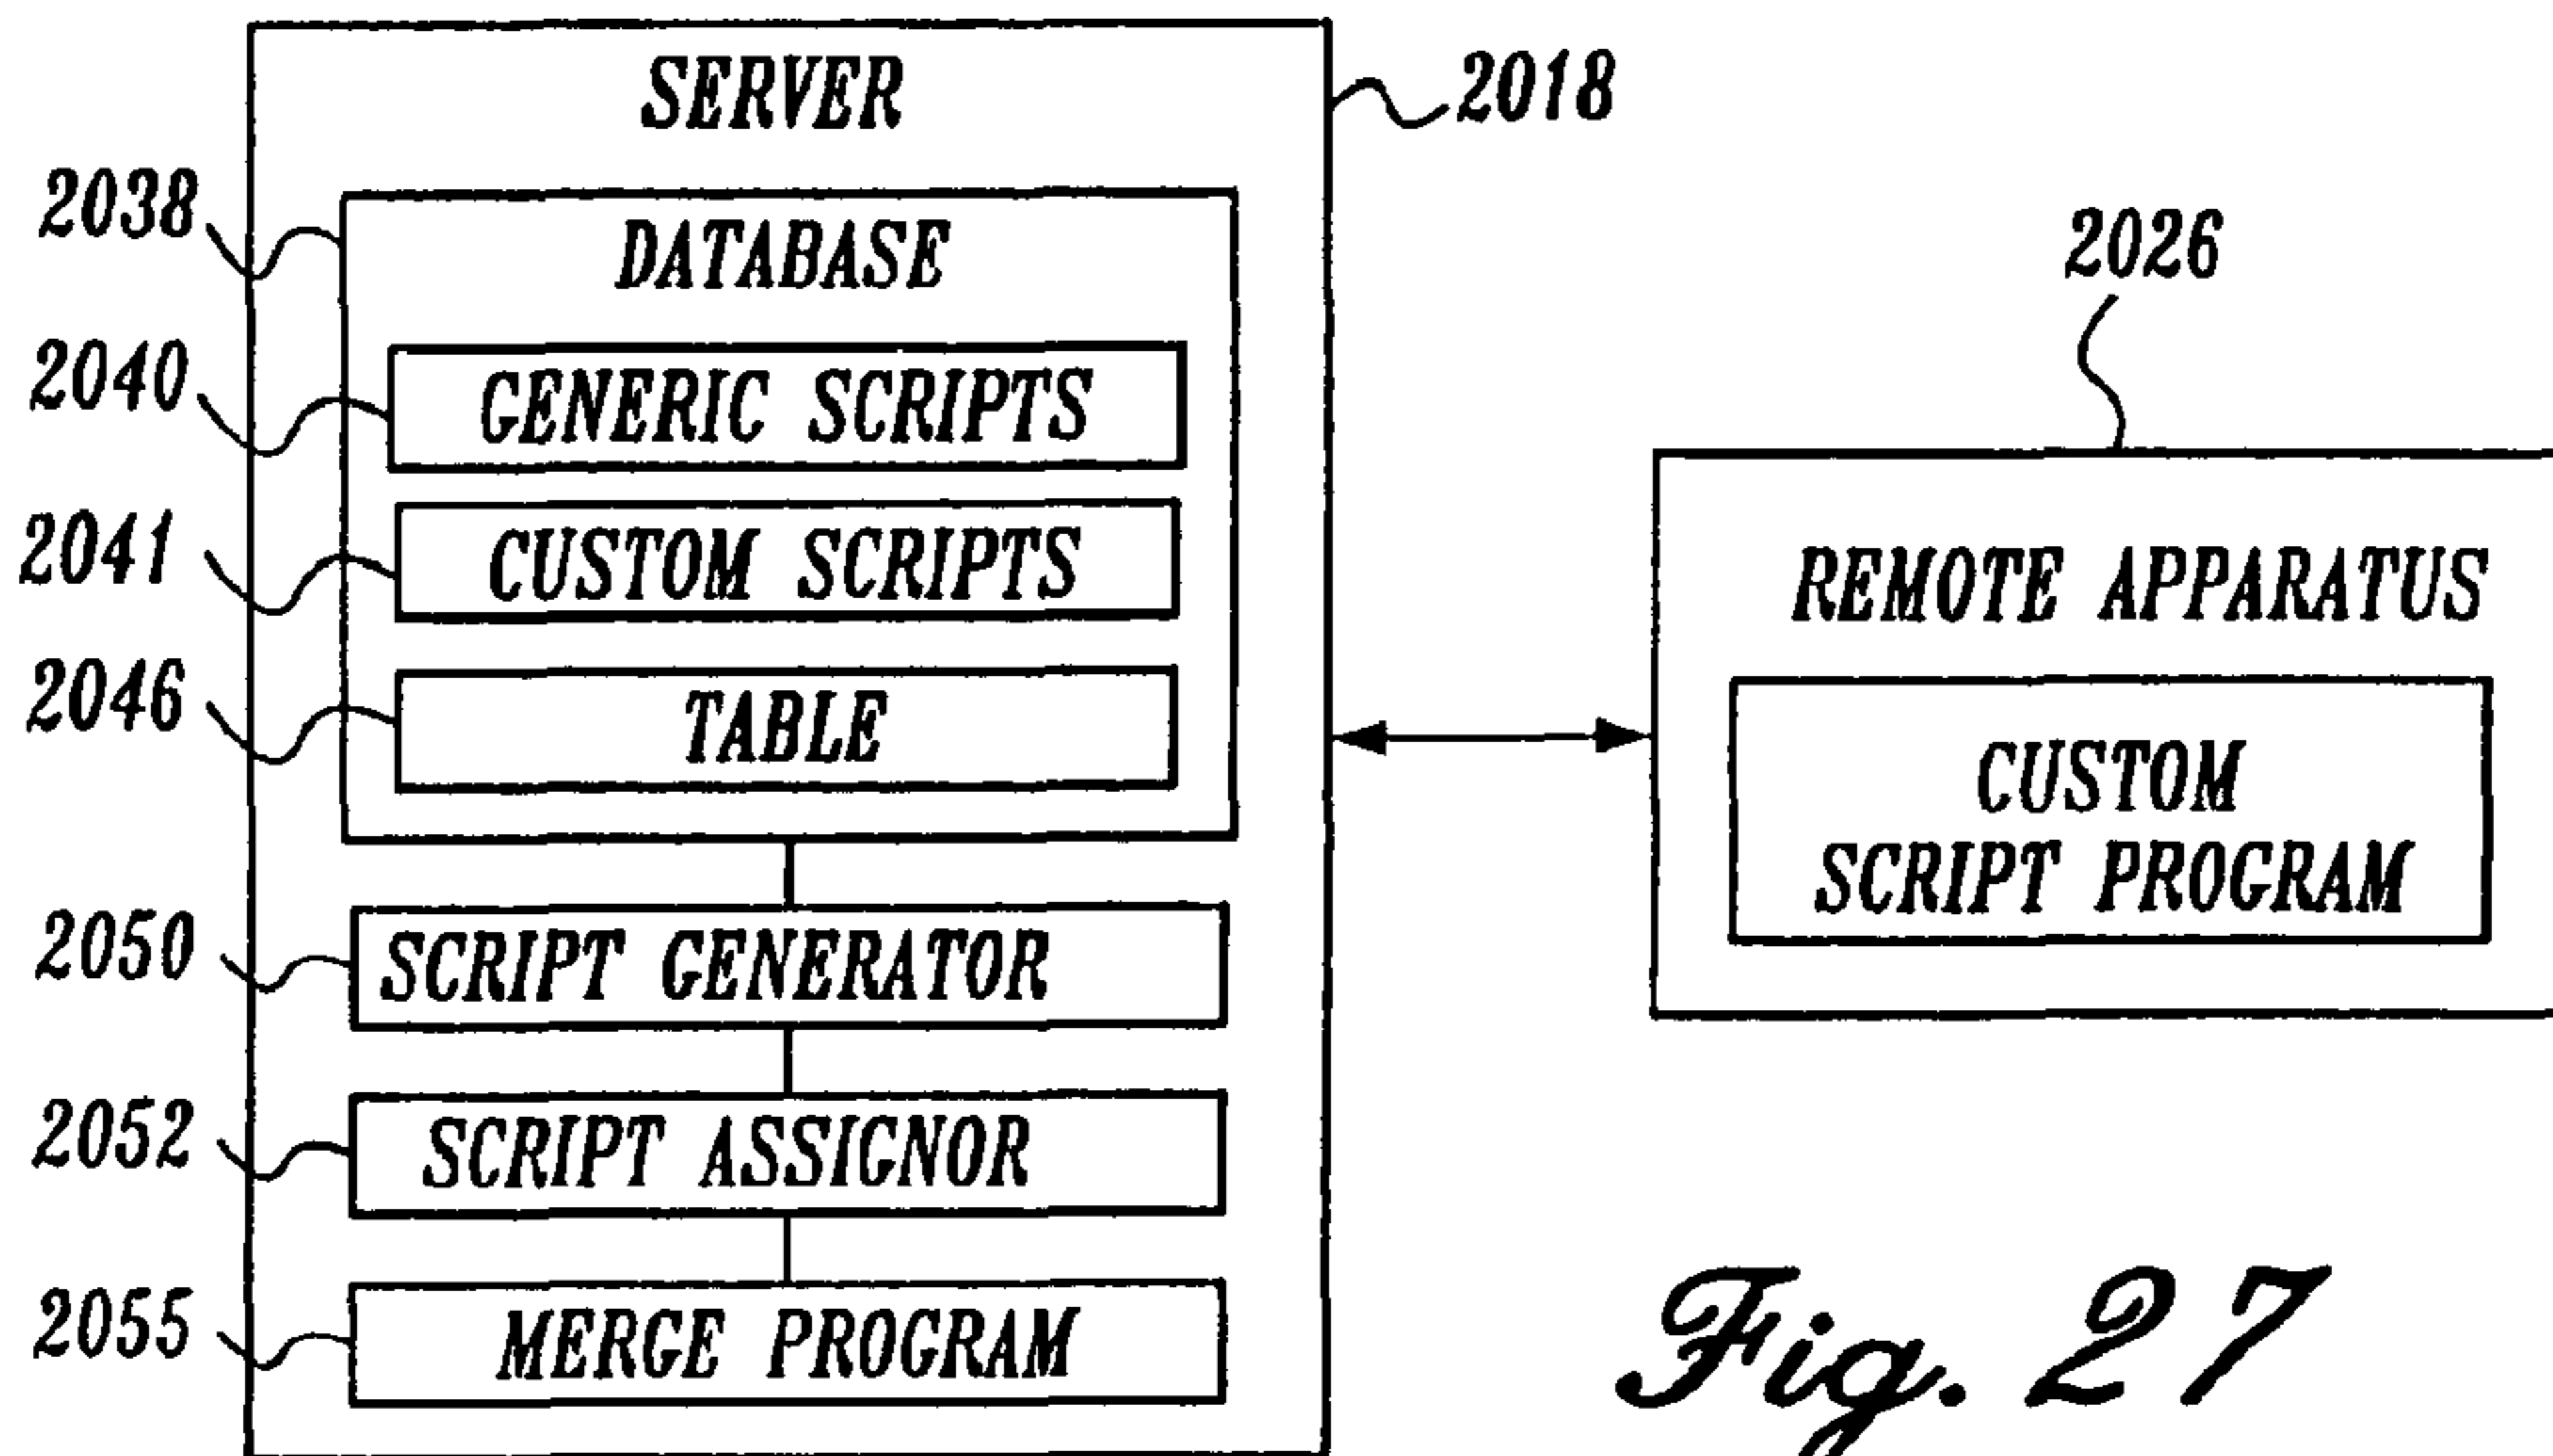 SERVER
2018
2038
DATABASE
2040
GENERIC SCRIPTS
2041
CUSTOM SCRIPTS
2046
TABLE
2050
SCRIPT GENERATOR
2052
SCRIPT ASSIGNOR
2055
MERGE PROGRAM
2026
REMOTE APPARATUS
CUSTOM
SCRIPT PROGRAM
Fig. 27